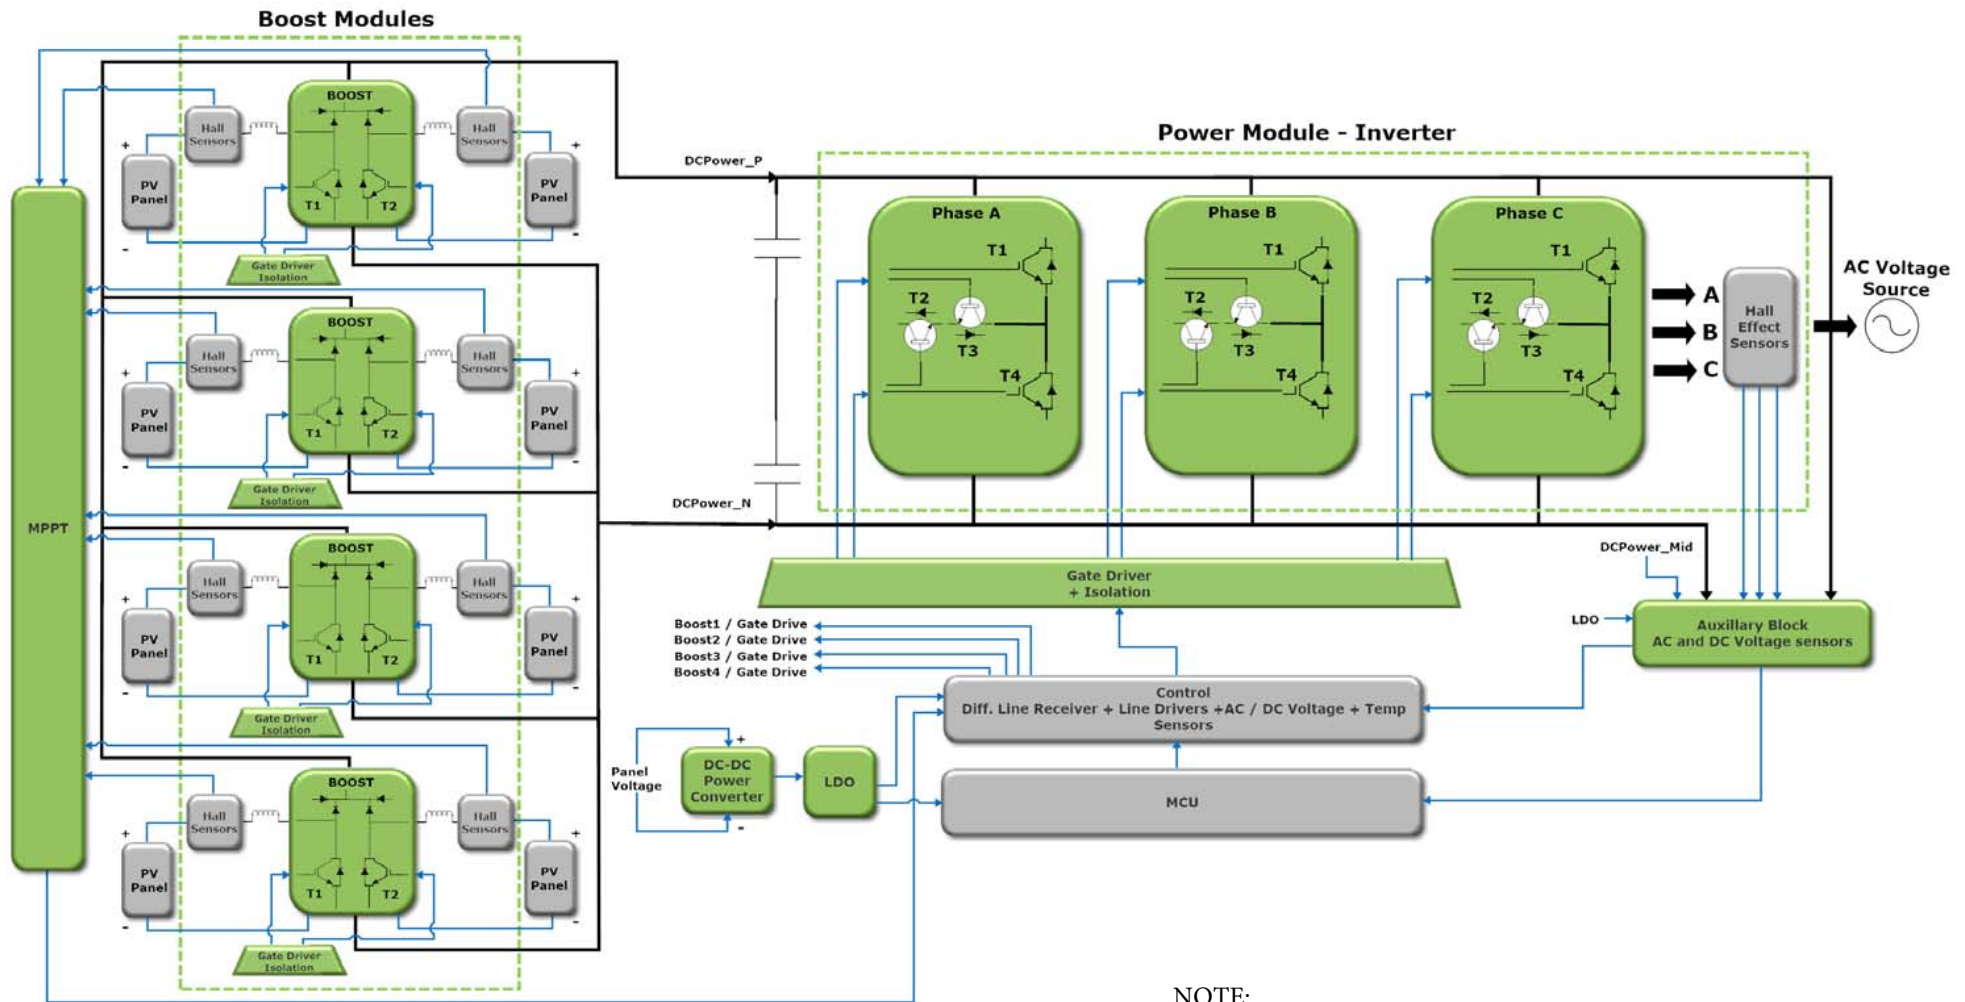 Boost Modules
BOOST
Hall
Sensors
Hall
Sensors
+
+
PV
Panel
PV
Panel
T1
T2
-
-
Gate Driver
Isolation
BOOST
Hall
Sensors
Hall
Sensors
+
+
PV
Panel
PV
Panel
T1
T2
-
-
Gate Driver
Isolation
BOOST
Hall
Sensors
Hall
Sensors
+
+
PV
Panel
PV
Panel
T1
T2
-
-
Gate Driver
Isolation
BOOST
Hall
Sensors
Hall
Sensors
+
+
PV
Panel
PV
Panel
T1
T2
-
-
Gate Driver
Isolation
MPPT
Power Module - Inverter
DCPower_P
DCPower_N
Phase A
T1
T2
T3
T4
Phase B
T1
T2
T3
T4
Phase C
T1
T2
T3
T4
A
B
C
Hall
Effect
Sensors
AC Voltage
Source
DCPower_Mid
LDO
Auxillary Block
AC and DC Voltage sensors
Gate Driver
+ Isolation
Boost1 / Gate Drive
Boost2 / Gate Drive
Boost3 / Gate Drive
Boost4 / Gate Drive
Control
Diff. Line Receiver + Line Drivers +AC / DC Voltage + Temp
Sensors
Panel
Voltage
+
-
DC-DC
Power
Converter
LDO
MCU
NOTE: